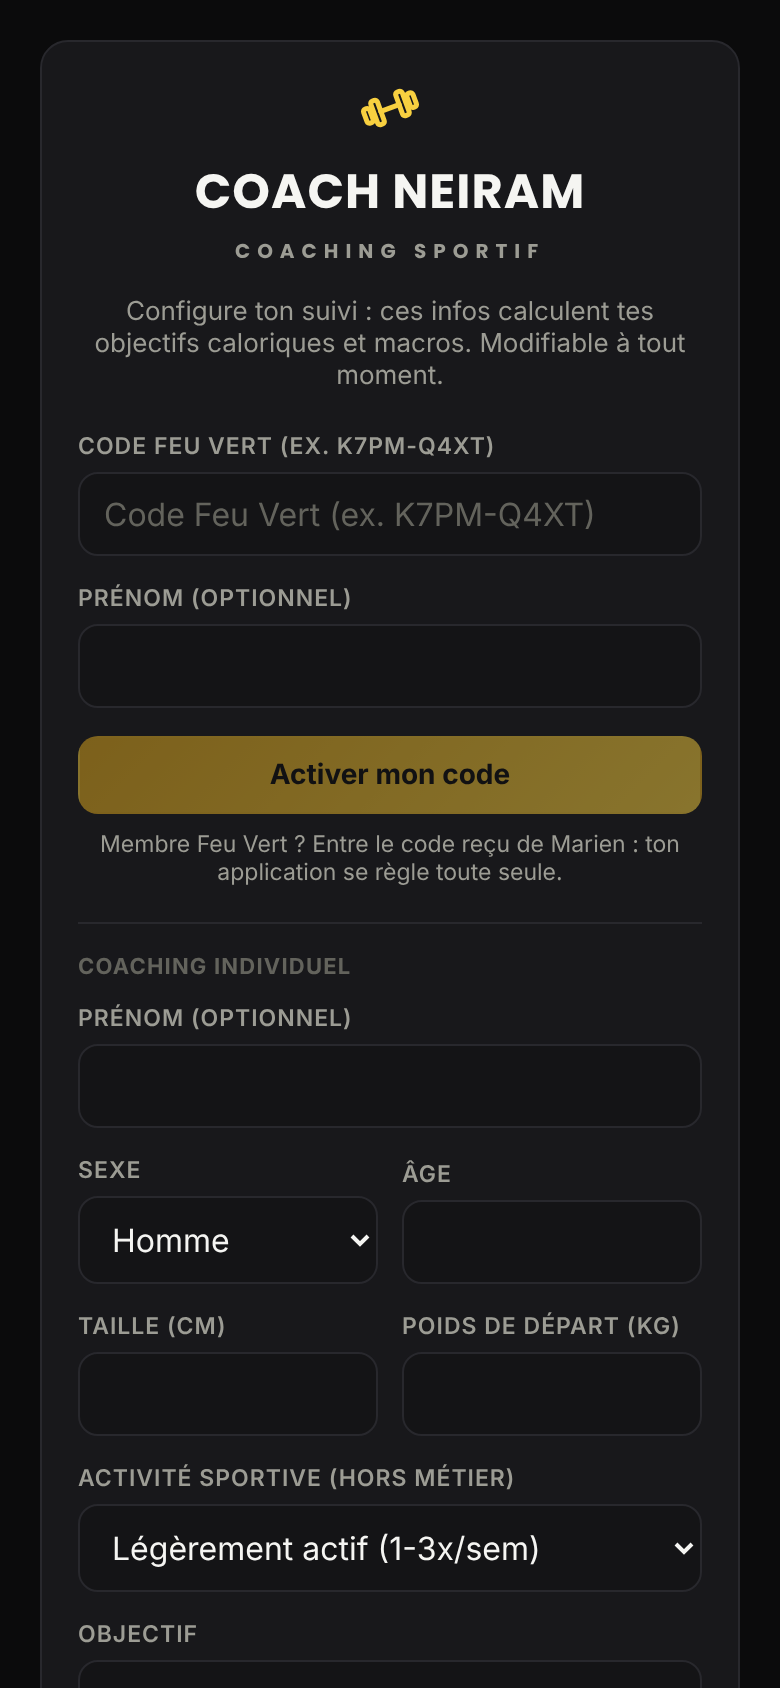 COACH NEIRAM
COACHING SPORTIF
Configure ton suivi : ces infos calculent tes
objectifs caloriques et macros. Modifiable à tout
moment.
CODE FEU VERT (EX. K7PM-Q4XT)
Code Feu Vert (ex. K7PM-Q4XT)
PRÉNOM (OPTIONNEL)
Activer mon code
Membre Feu Vert ? Entre le code reçu de Marien : ton
application se règle toute seule.
COACHING INDIVIDUEL
PRÉNOM (OPTIONNEL)
SEXE
ÂGE
Homme
TAILLE (CM)
POIDS DE DÉPART (KG)
ACTIVITÉ SPORTIVE (HORS MÉTIER)
Légèrement actif (1-3x/sem)
OBJECTIF